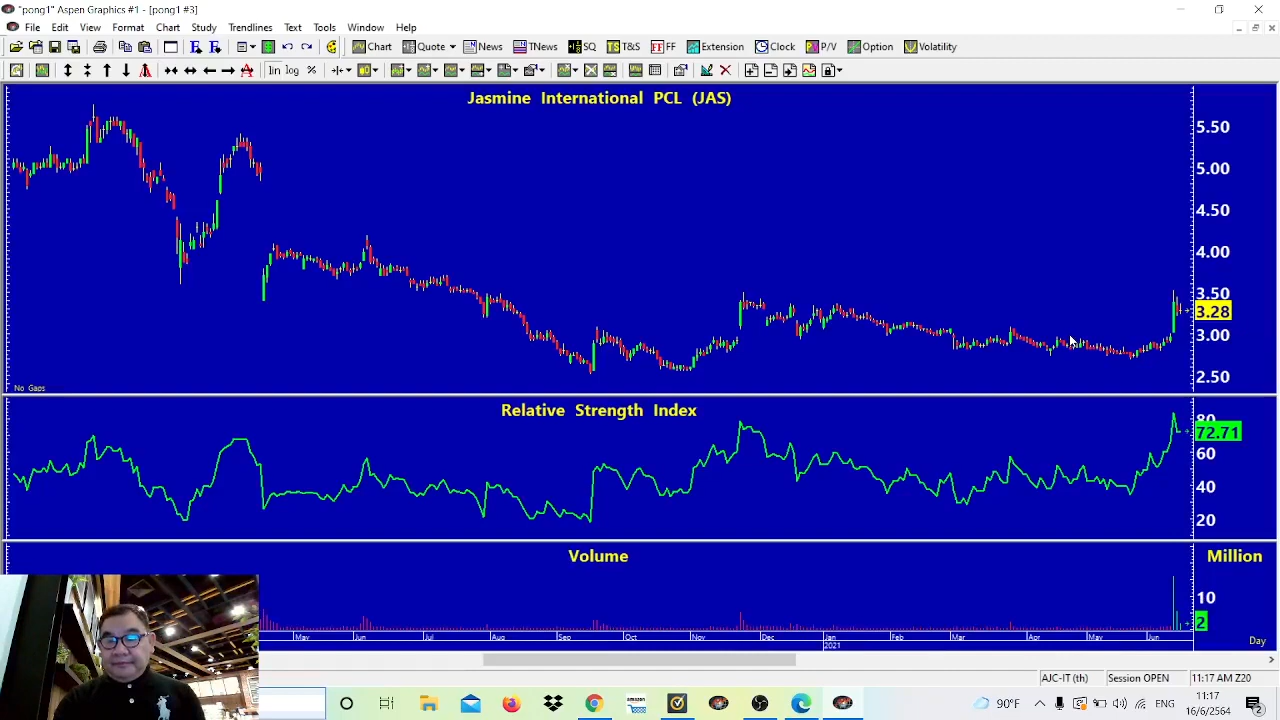 "pong1" Aspen Graphics #1 - [pong1 #3]
File Edit View Format Chart Study Trendlines Text Tools Window Help
Chart Quote News TNews SQ TS T&S FF FF Extension Clock P/V Option Volatility
lin log %
Jasmine International PCL (JAS)
5.50
5.00
4.50
4.00
3.50
3.28
3.00
2.50
No Gaps
Relative Strength Index
80
72.71
60
40
20
Volume
Million
10
2
May Jun Jul Aug Sep Oct Nov Dec Jan Feb Mar Apr May Jun
2021
Day
AJC-IT (th) Session OPEN 11:17 AM Z20
amazon
90°F ENG 11:17
16/6/2564
2